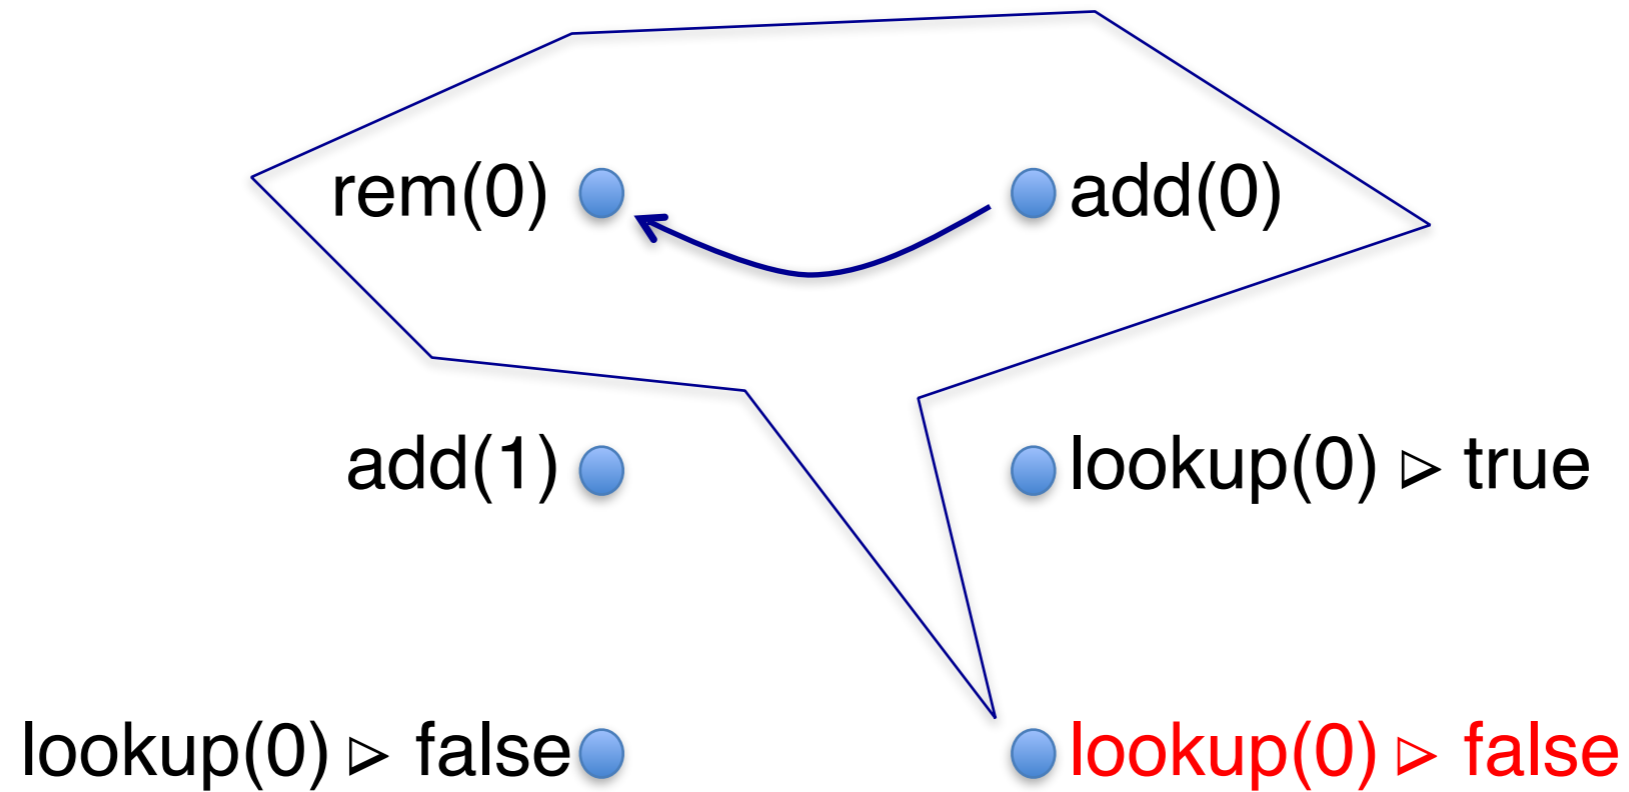 rem(0)
add(0)
add(1)
lookup(0) ▷ true
lookup(0) ▷ false
lookup(0) ▷ false